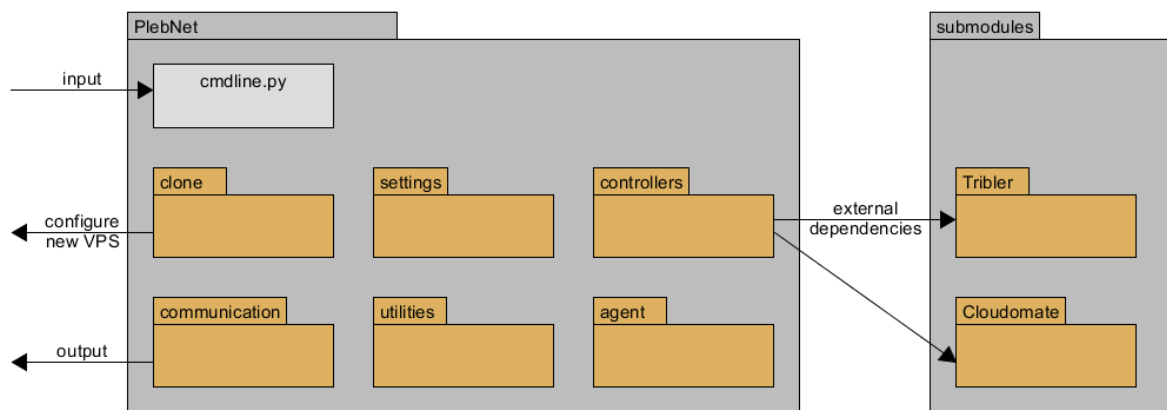 PlebNet
submodules
input
cmdline.py
clone
settings
controllers
Tribler
configure
new VPS
external
dependencies
communication
utilities
agent
Cloudomate
output